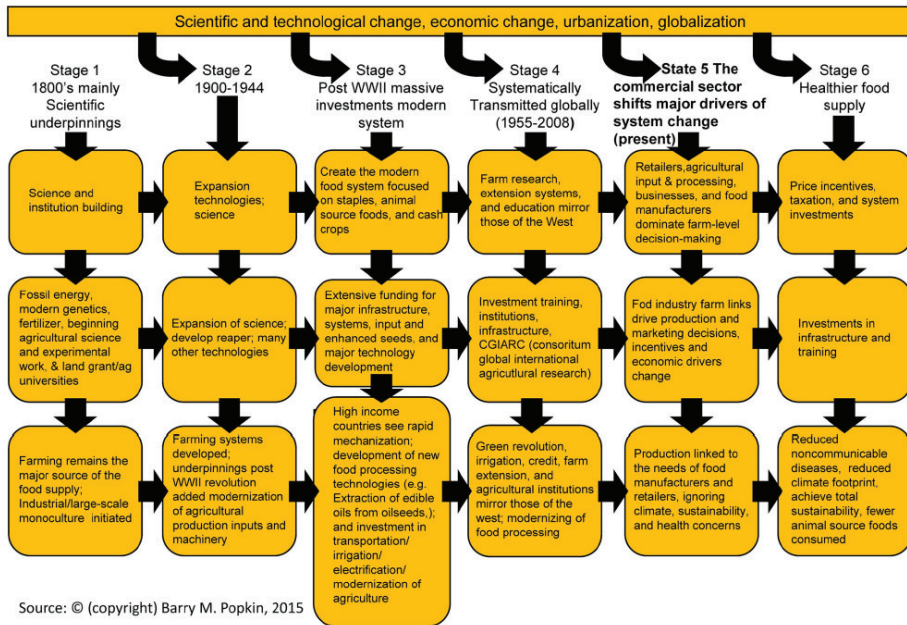 Scientific and technological change, economic change, urbanization, globalization
Stage 1
1800's mainly
Scientific
underpinnings
Stage 2
1900-1944
Stage 3
Post WWII massive
investments modern
system
Stage 4
Systematically
Transmitted globally
(1955-2008)
State 5 The
commercial sector
shifts major drivers of
system change
(present)
Stage 6
Healthier food
supply
Science and
institution building
Expansion
technologies;
science
Create the modern
food system focused
on staples, animal
source foods, and cash
crops
Farm research,
extension systems,
and education mirror
those of the West
Retailers,agricultural
input & processing,
businesses, and food
manufacturers
dominate farm-level
decision-making
Price incentives,
taxation, and system
investments
Fossil energy,
modern genetics,
fertilizer, beginning
agricultural science
and experimental
work, & land grant/ag
universities
Expansion of science;
develop reaper; many
other technologies
Extensive funding for
major infrastructure,
systems, input and
enhanced seeds, and
major technology
development
Investment training,
institutions,
infrastructure,
CGIARC (consoritum
global international
agricutlural research)
Fod industry farm links
drive production and
marketing decisions,
incentives and
economic drivers
change
Investments in
infrastructure and
training
Farming remains the
major source of the
food supply;
Industrial/large-scale
monoculture initiated
Farming systems
developed;
underpinnings post
WWII revolution
added modernization
of agricultural
production inputs and
machinery
High income
countries see rapid
mechanization;
development of new
food processing
technologies (e.g.
Extraction of edible
oils from oilseeds,);
and investment in
transportation/
irrigation/
electrification/
modernization of
agriculture
Green revolution,
irrigation, credit, farm
extension, and
agricultural institutions
mirror those of the
west; modernizing of
food processing
Production linked to
the needs of food
manufacturers and
retailers, ignoring
climate, sustainability,
and health concerns
Reduced
noncommunicable
diseases, reduced
climate footprint,
achieve total
sustainability, fewer
animal source foods
consumed
Source: © (copyright) Barry M. Popkin, 2015